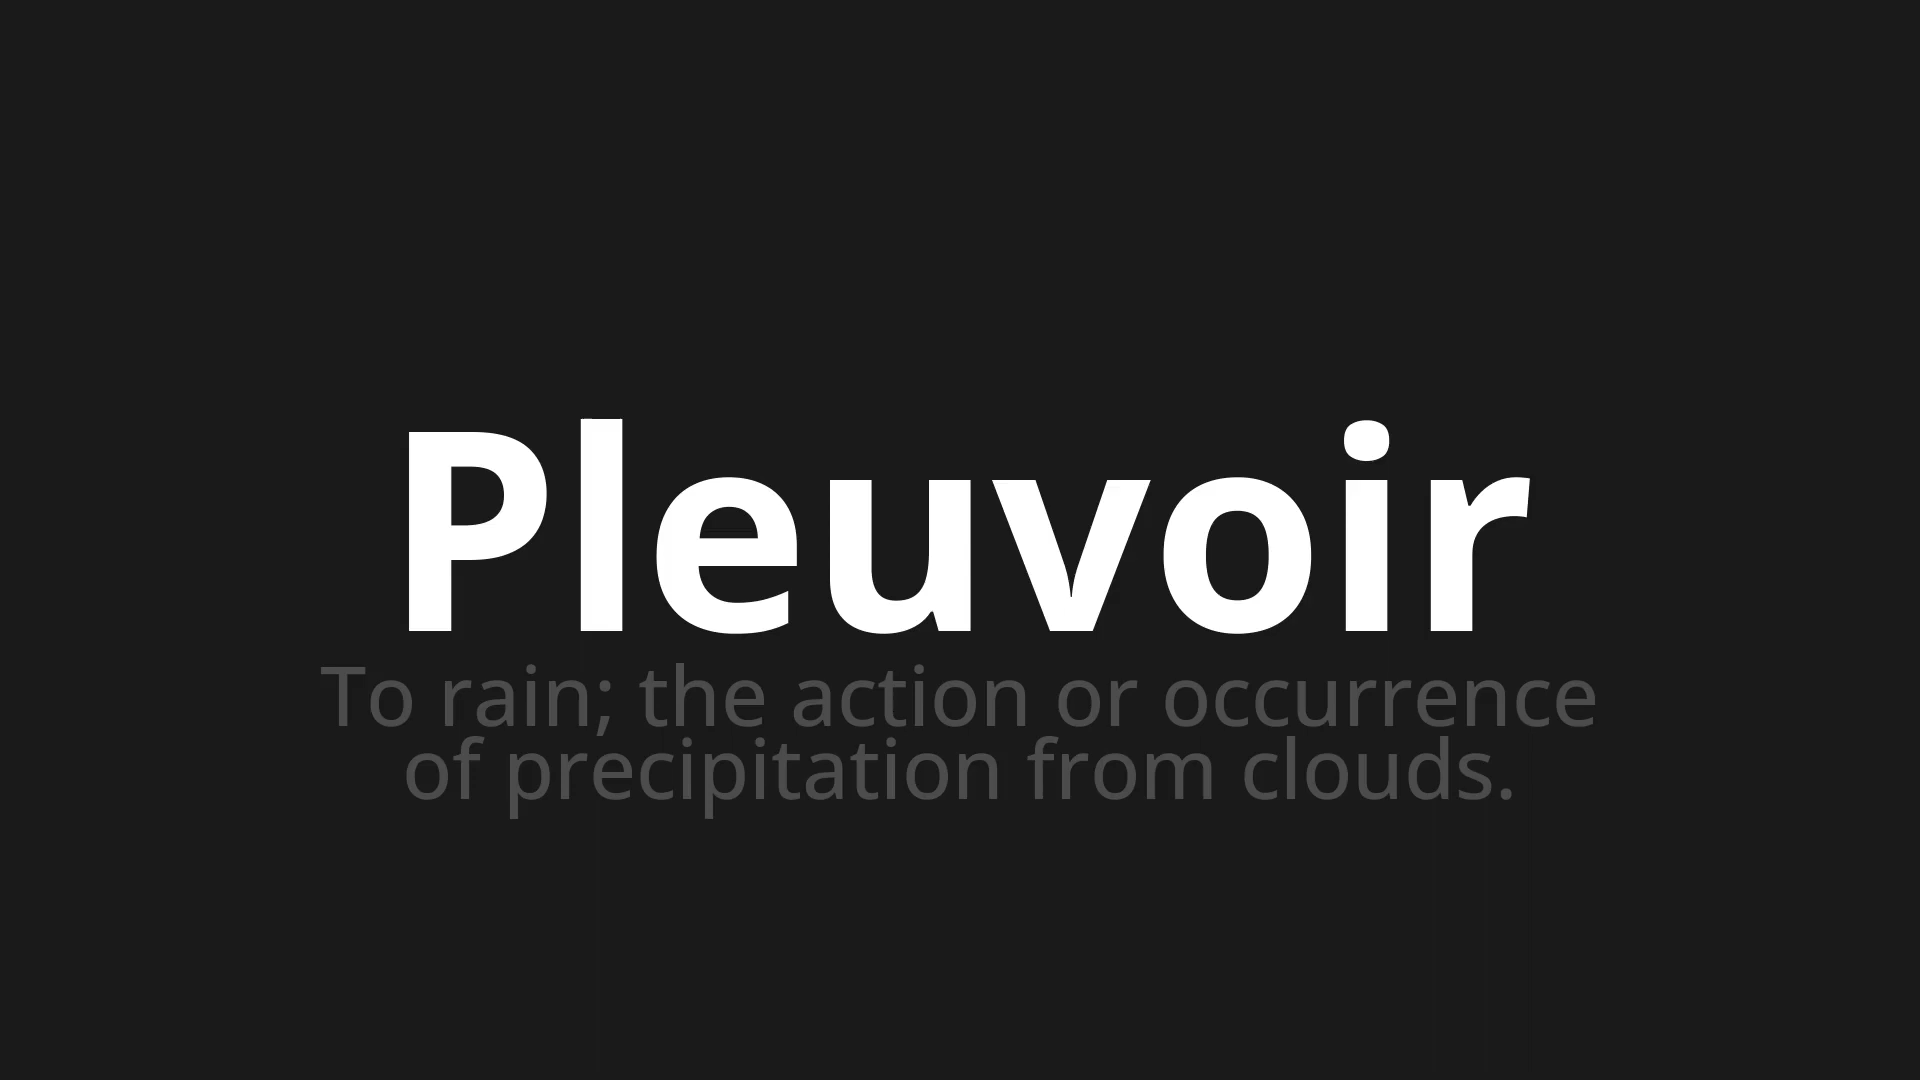 Pleuvoir
To rain; the action or occurrence
of precipitation from clouds.